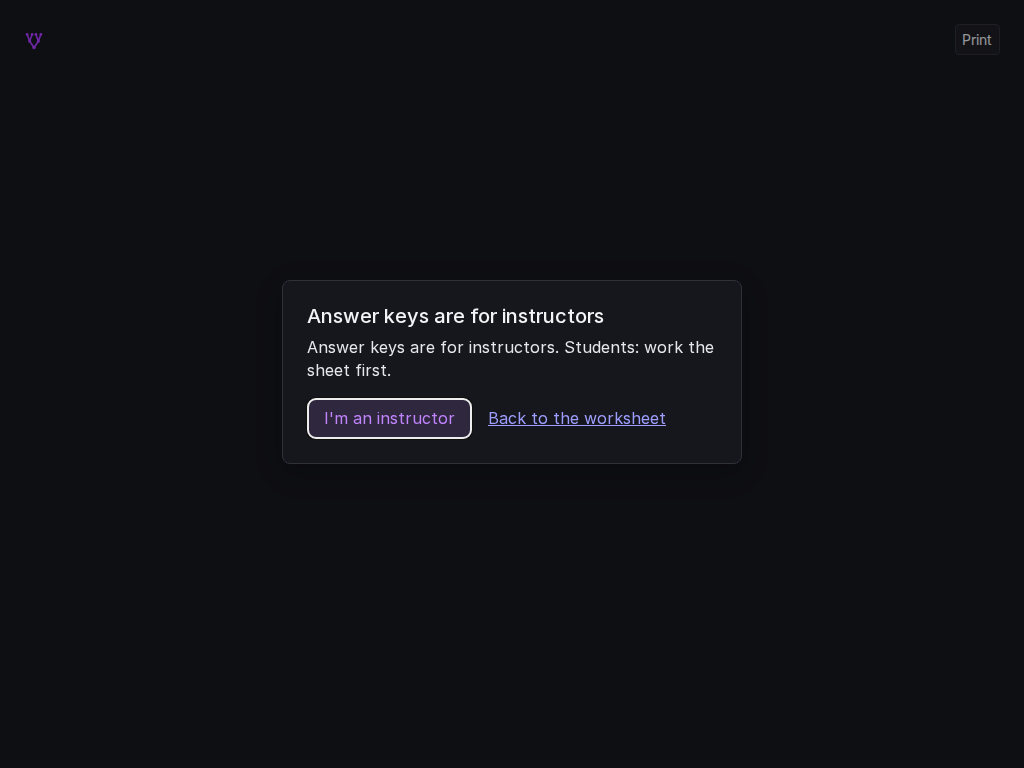 Print
Answer keys are for instructors
Answer keys are for instructors. Students: work the
sheet first.
I'm an instructor
Back to the worksheet